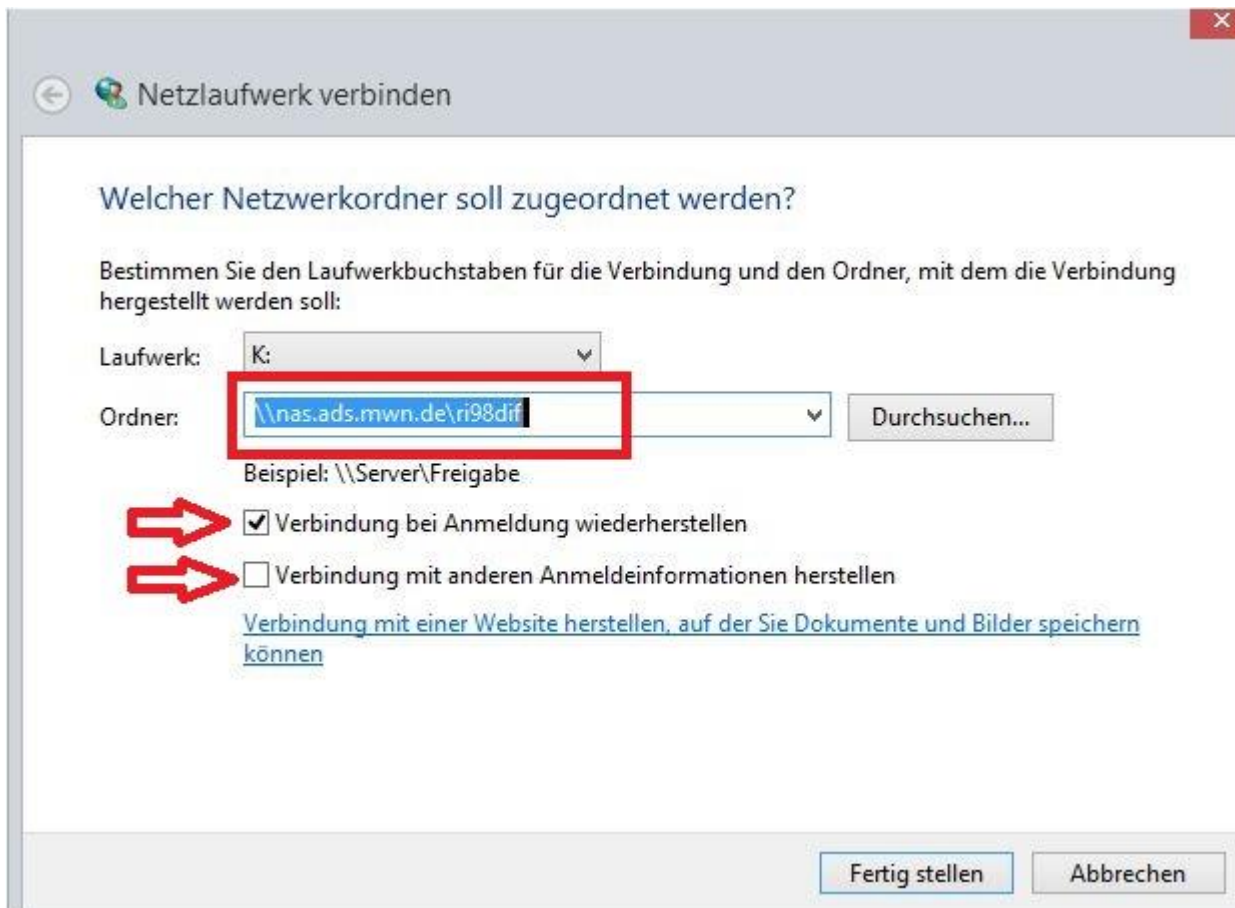 Netzlaufwerk verbinden
Welcher Netzwerkordner soll zugeordnet werden?
Bestimmen Sie den Laufwerkbuchstaben für die Verbindung und den Ordner, mit dem die Verbindung
hergestellt werden soll:
Laufwerk: K:
Ordner: \\nas.ads.mwn.de\ri98dif Durchsuchen...
Beispiel: \\Server\Freigabe
Verbindung bei Anmeldung wiederherstellen
Verbindung mit anderen Anmeldeinformationen herstellen
Verbindung mit einer Website herstellen, auf der Sie Dokumente und Bilder speichern
können
Fertig stellen Abbrechen